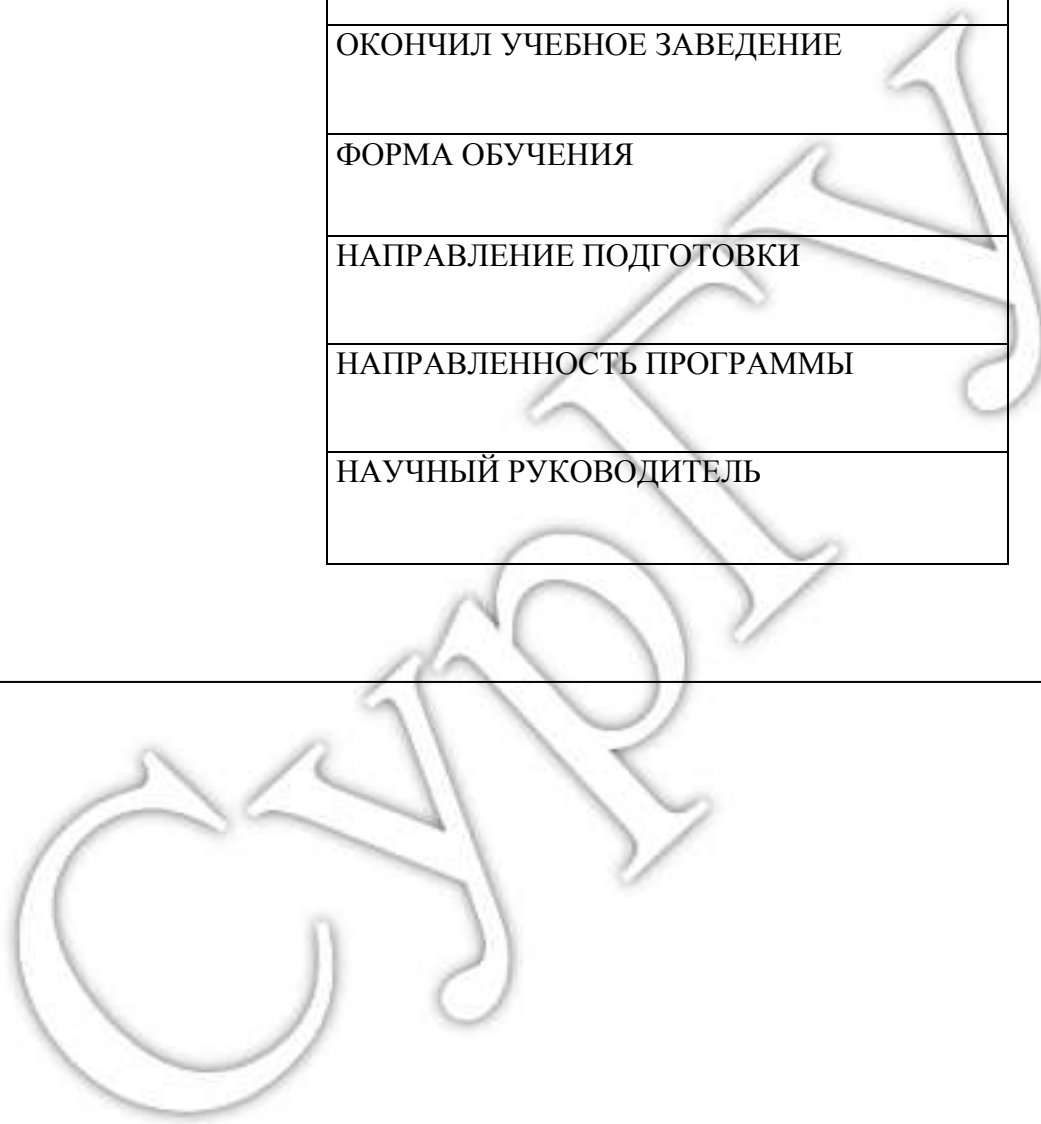 ОКОНЧИЛ УЧЕБНОЕ ЗАВЕДЕНИЕ
ФОРМА ОБУЧЕНИЯ
НАПРАВЛЕНИЕ ПОДГОТОВКИ
НАПРАВЛЕННОСТЬ ПРОГРАММЫ
НАУЧНЫЙ РУКОВОДИТЕЛЬ
СурГУ